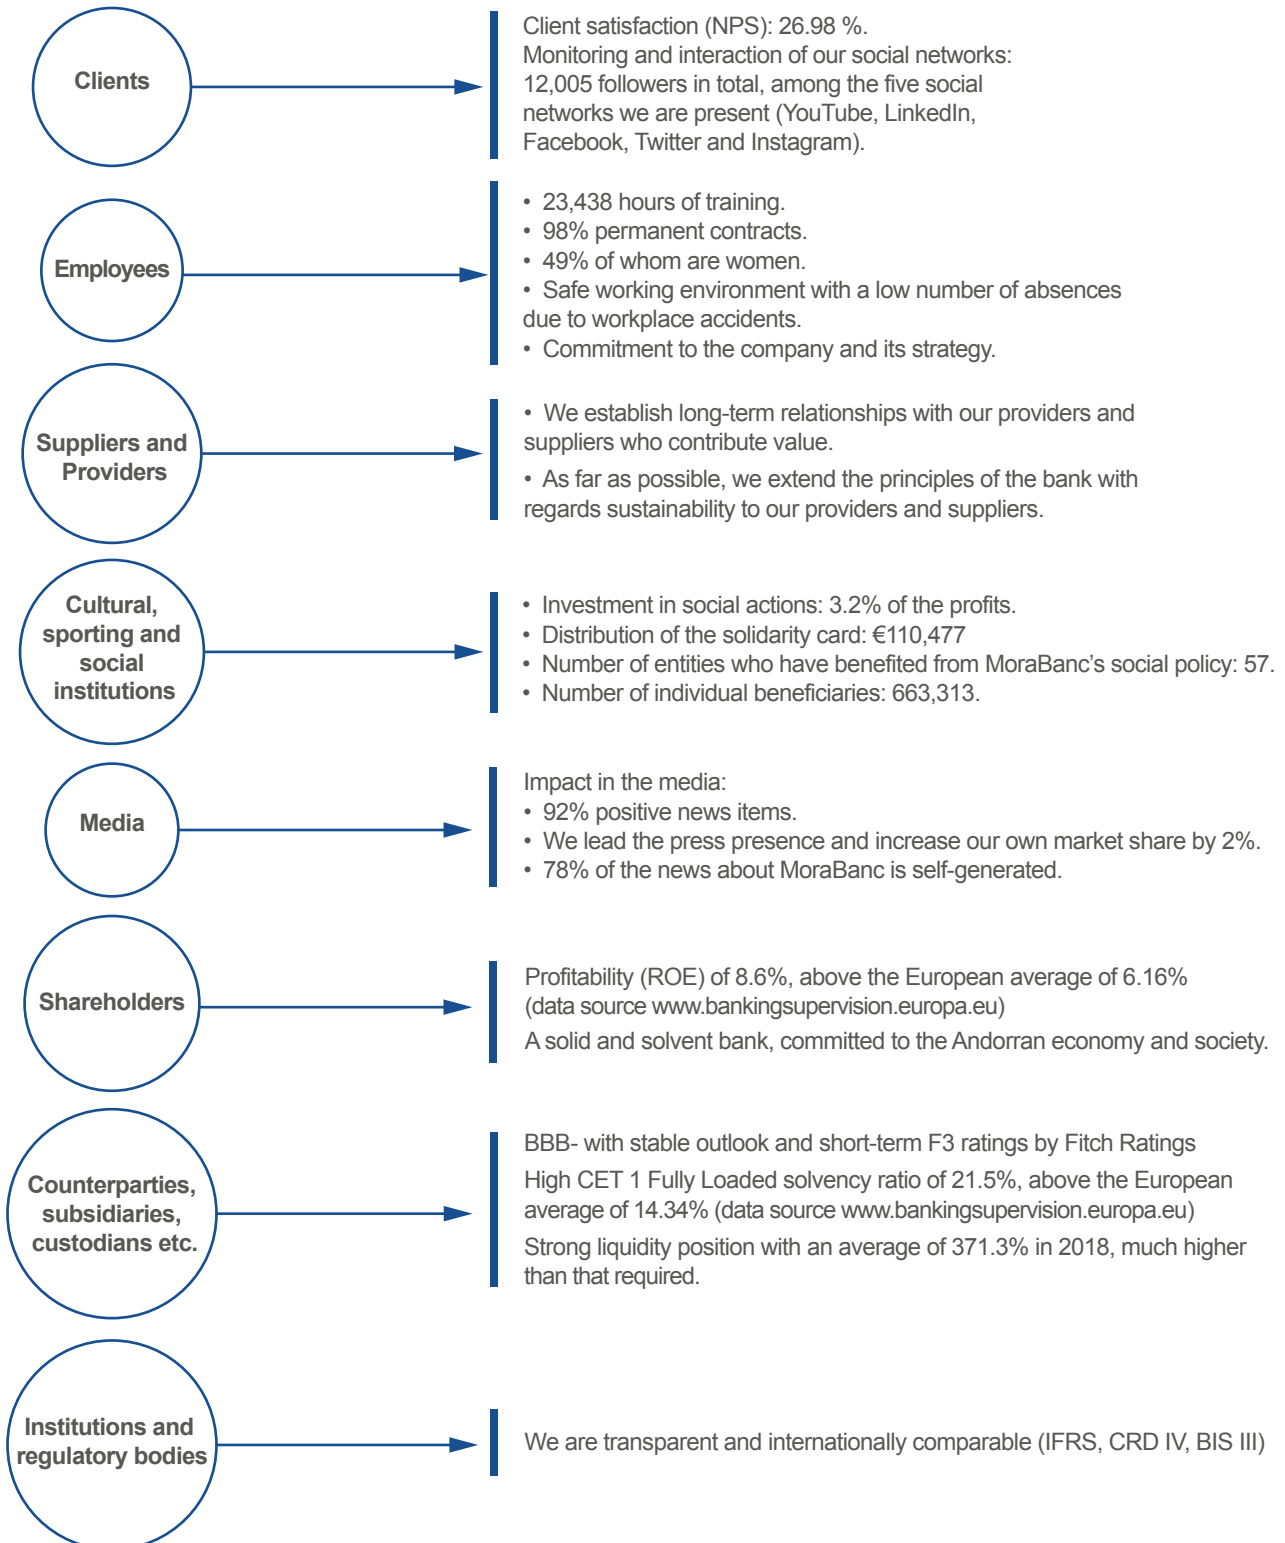 Clients
Client satisfaction (NPS): 26.98 %.
Monitoring and interaction of our social networks:
12,005 followers in total, among the five social
networks we are present (YouTube, LinkedIn,
Facebook, Twitter and Instagram).
Employees
• 23,438 hours of training.
• 98% permanent contracts.
• 49% of whom are women.
• Safe working environment with a low number of absences
due to workplace accidents.
• Commitment to the company and its strategy.
Suppliers and
Providers
• We establish long-term relationships with our providers and
suppliers who contribute value.
• As far as possible, we extend the principles of the bank with
regards sustainability to our providers and suppliers.
Cultural,
sporting and
social
institutions
• Investment in social actions: 3.2% of the profits.
• Distribution of the solidarity card: €110,477
• Number of entities who have benefited from MoraBanc’s social policy: 57.
• Number of individual beneficiaries: 663,313.
Media
Impact in the media:
• 92% positive news items.
• We lead the press presence and increase our own market share by 2%.
• 78% of the news about MoraBanc is self-generated.
Shareholders
Profitability (ROE) of 8.6%, above the European average of 6.16%
(data source www.bankingsupervision.europa.eu)
A solid and solvent bank, committed to the Andorran economy and society.
Counterparties,
subsidiaries,
custodians etc.
BBB- with stable outlook and short-term F3 ratings by Fitch Ratings
High CET 1 Fully Loaded solvency ratio of 21.5%, above the European
average of 14.34% (data source www.bankingsupervision.europa.eu)
Strong liquidity position with an average of 371.3% in 2018, much higher
than that required.
Institutions and
regulatory bodies
We are transparent and internationally comparable (IFRS, CRD IV, BIS III)